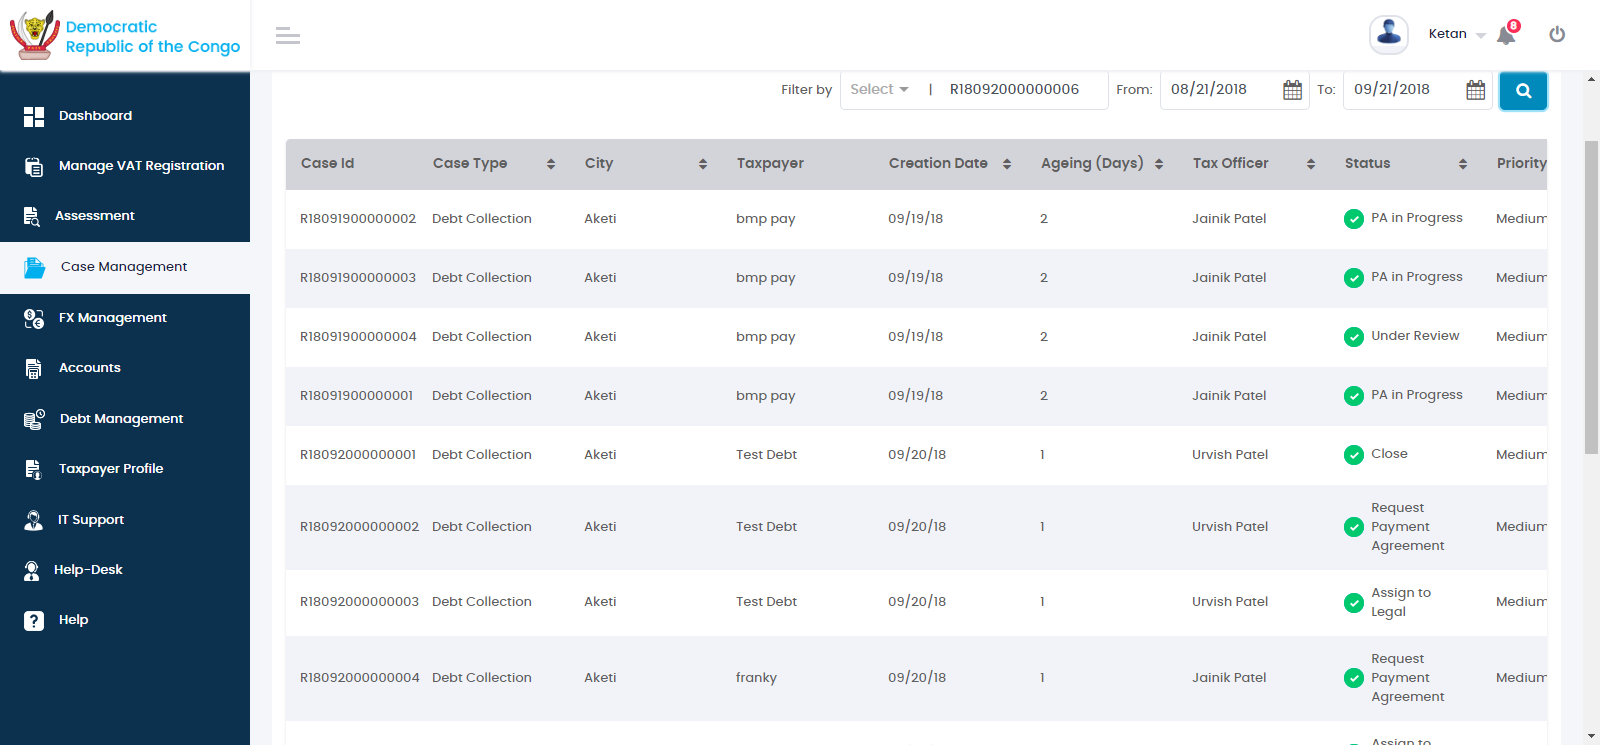 Democratic
Republic of the Congo
Ketan
8
Dashboard
Manage VAT Registration
Assessment
Case Management
FX Management
Accounts
Debt Management
Taxpayer Profile
IT Support
Help-Desk
Help
Filter by Select | R18092000000006 From: 08/21/2018 To: 09/21/2018
Case Id Case Type City Taxpayer Creation Date Ageing (Days) Tax Officer Status Priority
R18091900000002 Debt Collection Aketi bmp pay 09/19/18 2 Jainik Patel PA in Progress Medium
R18091900000003 Debt Collection Aketi bmp pay 09/19/18 2 Jainik Patel PA in Progress Medium
R18091900000004 Debt Collection Aketi bmp pay 09/19/18 2 Jainik Patel Under Review Medium
R18091900000001 Debt Collection Aketi bmp pay 09/19/18 2 Jainik Patel PA in Progress Medium
R18092000000001 Debt Collection Aketi Test Debt 09/20/18 1 Urvish Patel Close Medium
R18092000000002 Debt Collection Aketi Test Debt 09/20/18 1 Urvish Patel Request Payment Agreement Medium
R18092000000003 Debt Collection Aketi Test Debt 09/20/18 1 Urvish Patel Assign to Legal Medium
R18092000000004 Debt Collection Aketi franky 09/20/18 1 Jainik Patel Request Payment Agreement Medium
Assign to